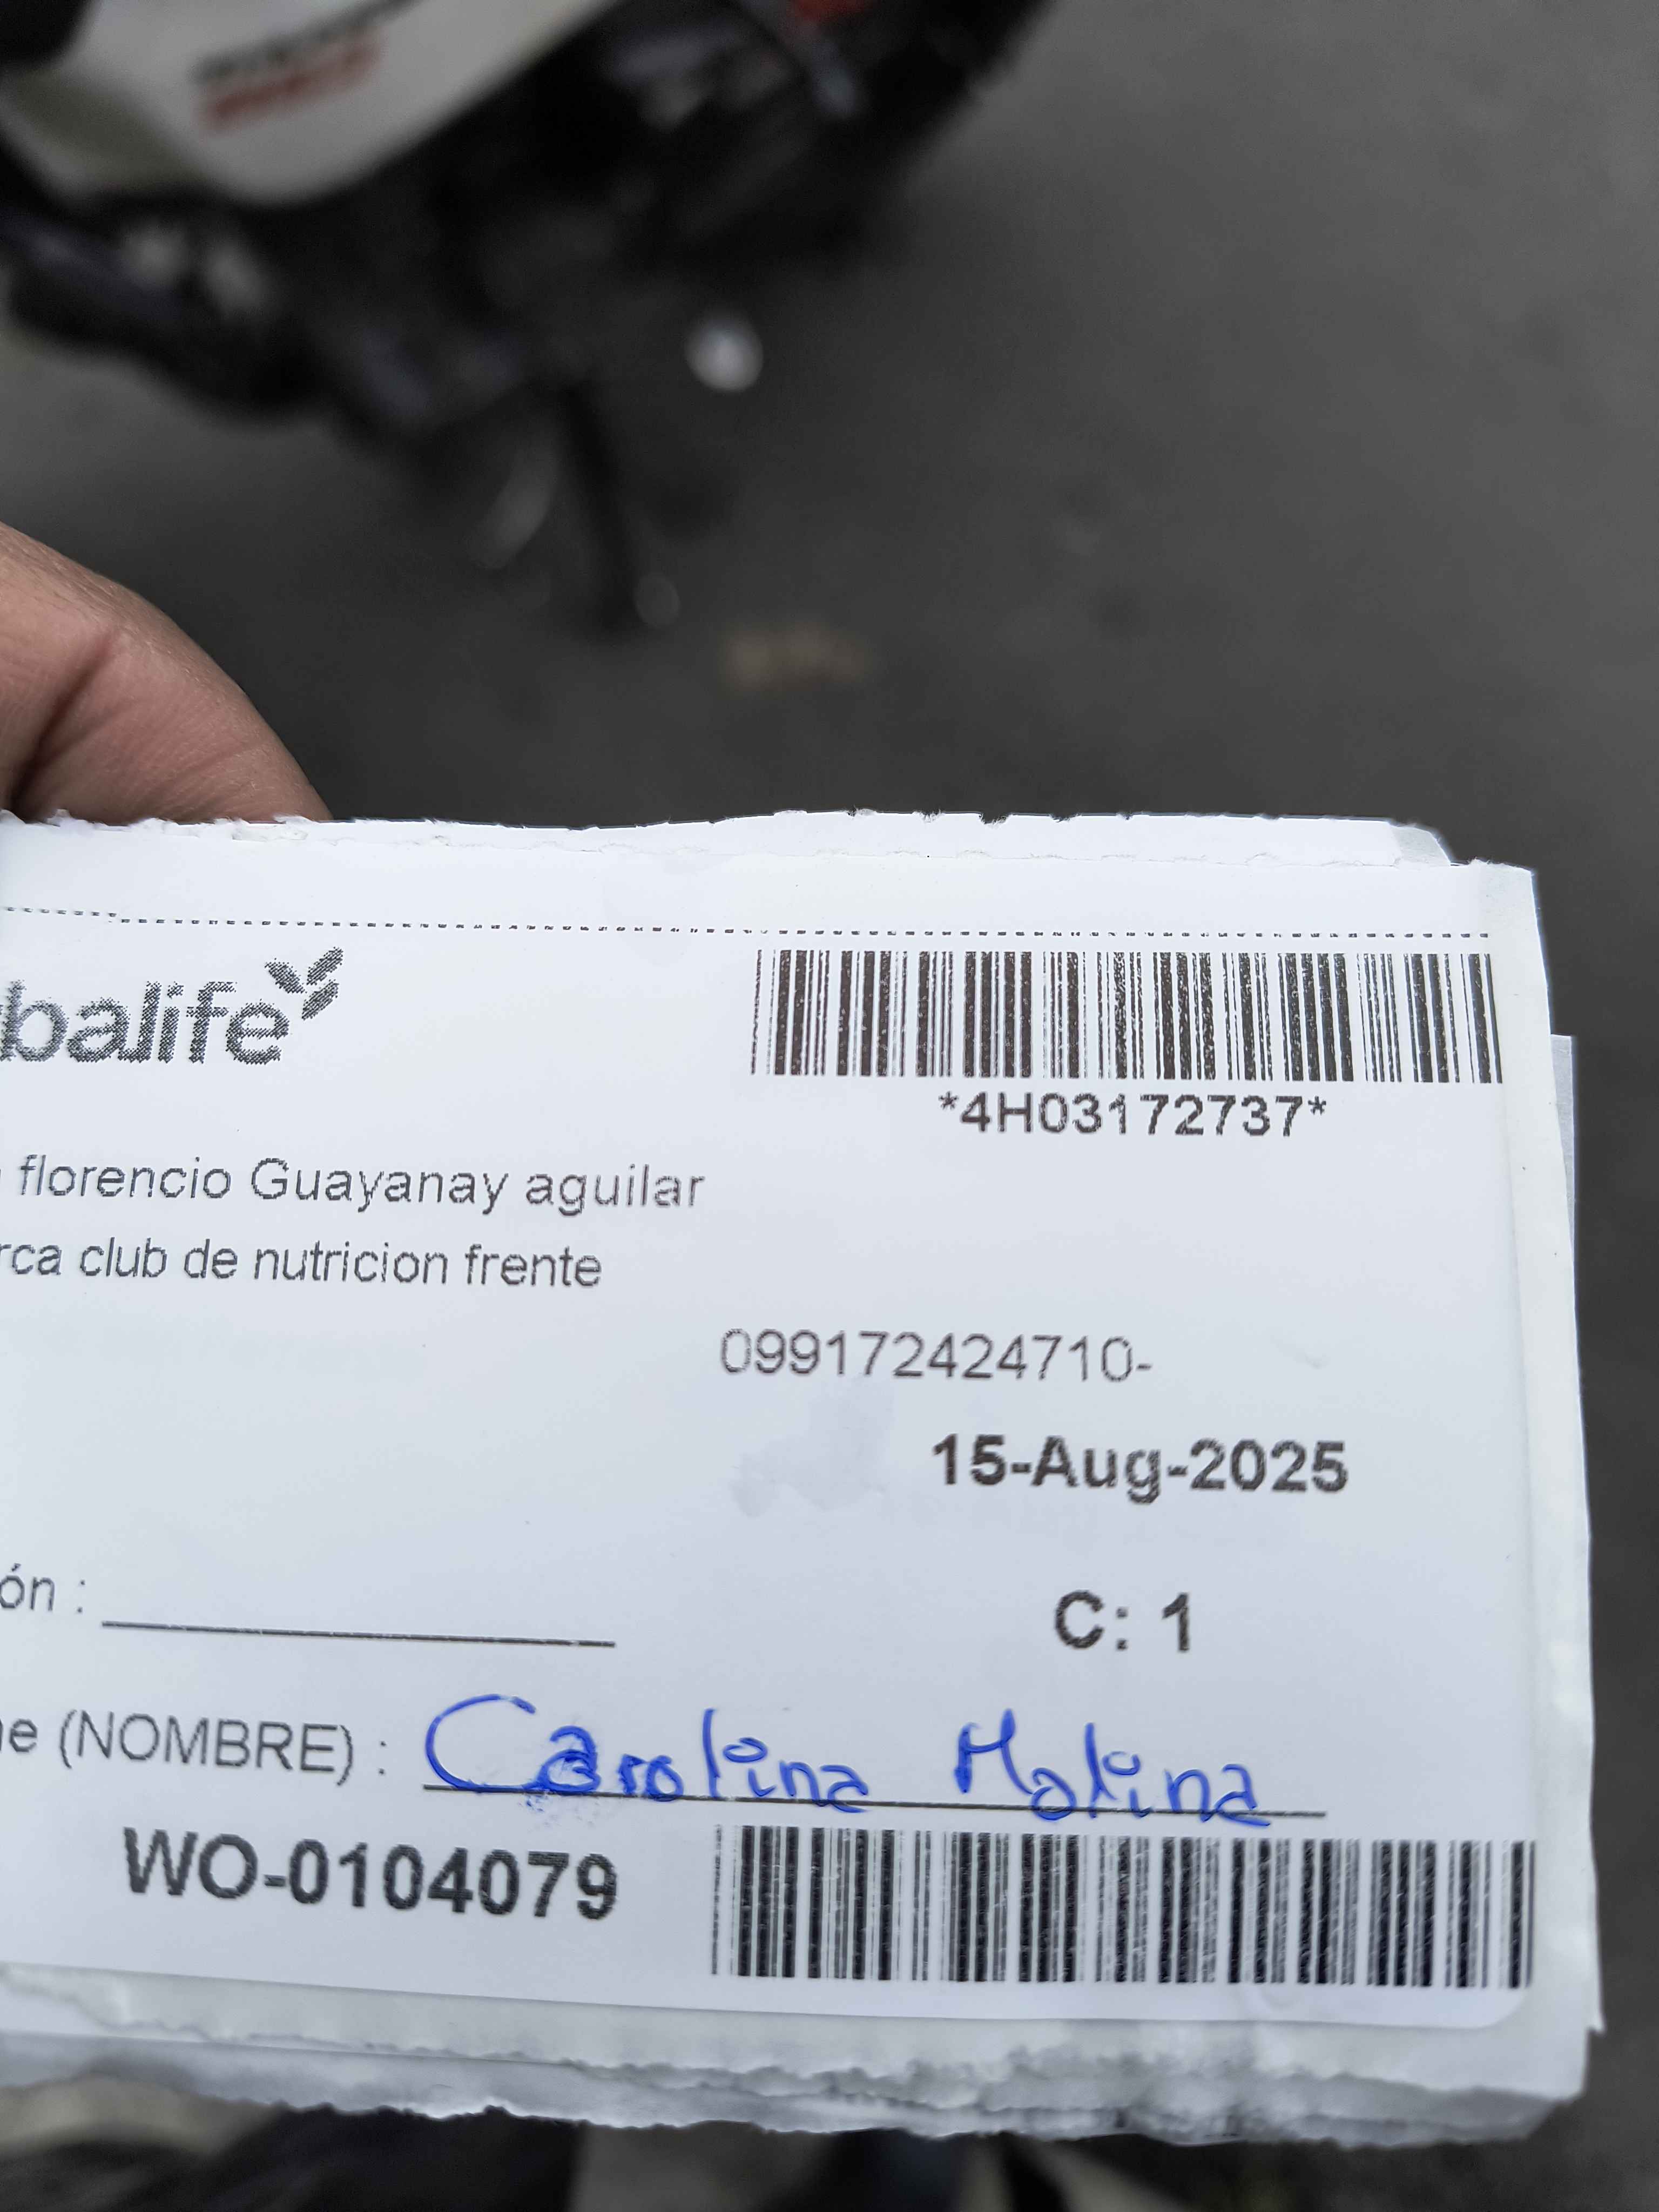 balife
*4H03172737*
florencio Guayanay aguilar
rca club de nutricion frente
099172424710-
15-Aug-2025
ón : 
C: 1
e (NOMBRE) : Carolina Molina
WO-0104079